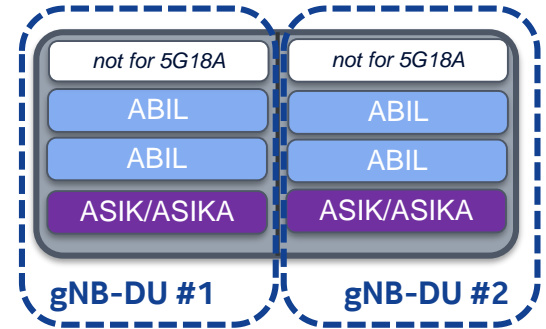 not for 5G18A
not for 5G18A
ABIL
ABIL
ABIL
ABIL
ASIK/ASIKA
ASIK/ASIKA
gNB-DU #1
gNB-DU #2